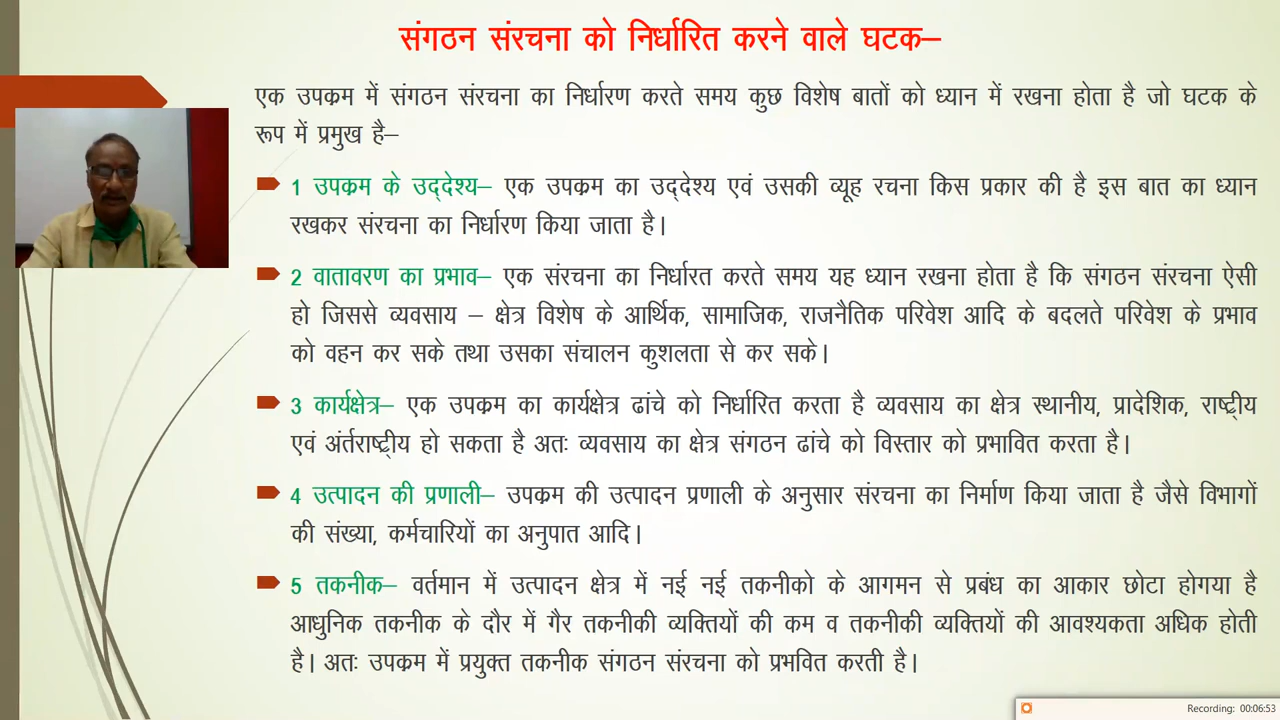 संगठन संरचना को निर्धारित करने वाले घटक–
एक उपक्रम में संगठन संरचना का निर्धारण करते समय कुछ विशेष बातों को ध्यान में रखना होता है जो घटक के
रूप में प्रमुख है–
1 उपक्रम के उद्देश्य– एक उपक्रम का उद्देश्य एवं उसकी व्यूह रचना किस प्रकार की है इस बात का ध्यान
रखकर संरचना का निर्धारण किया जाता है।
2 वातावरण का प्रभाव– एक संरचना का निर्धारत करते समय यह ध्यान रखना होता है कि संगठन संरचना ऐसी
हो जिससे व्यवसाय – क्षेत्र विशेष के आर्थिक, सामाजिक, राजनैतिक परिवेश आदि के बदलते परिवेश के प्रभाव
को वहन कर सके तथा उसका संचालन कुशलता से कर सके।
3 कार्यक्षेत्र– एक उपक्रम का कार्यक्षेत्र ढांचे को निर्धारित करता है व्यवसाय का क्षेत्र स्थानीय, प्रादेशिक, राष्ट्रीय
एवं अंर्तराष्ट्रीय हो सकता है अतः व्यवसाय का क्षेत्र संगठन ढांचे को विस्तार को प्रभावित करता है।
4 उत्पादन की प्रणाली– उपक्रम की उत्पादन प्रणाली के अनुसार संरचना का निर्माण किया जाता है जैसे विभागों
की संख्या, कर्मचारियों का अनुपात आदि।
5 तकनीक– वर्तमान में उत्पादन क्षेत्र में नई नई तकनीको के आगमन से प्रबंध का आकार छोटा होगया है
आधुनिक तकनीक के दौर में गैर तकनीकी व्यक्तियों की कम व तकनीकी व्यक्तियों की आवश्यकता अधिक होती
है। अतः उपक्रम में प्रयुक्त तकनीक संगठन संरचना को प्रभवित करती है।
Recording: 00:06:53